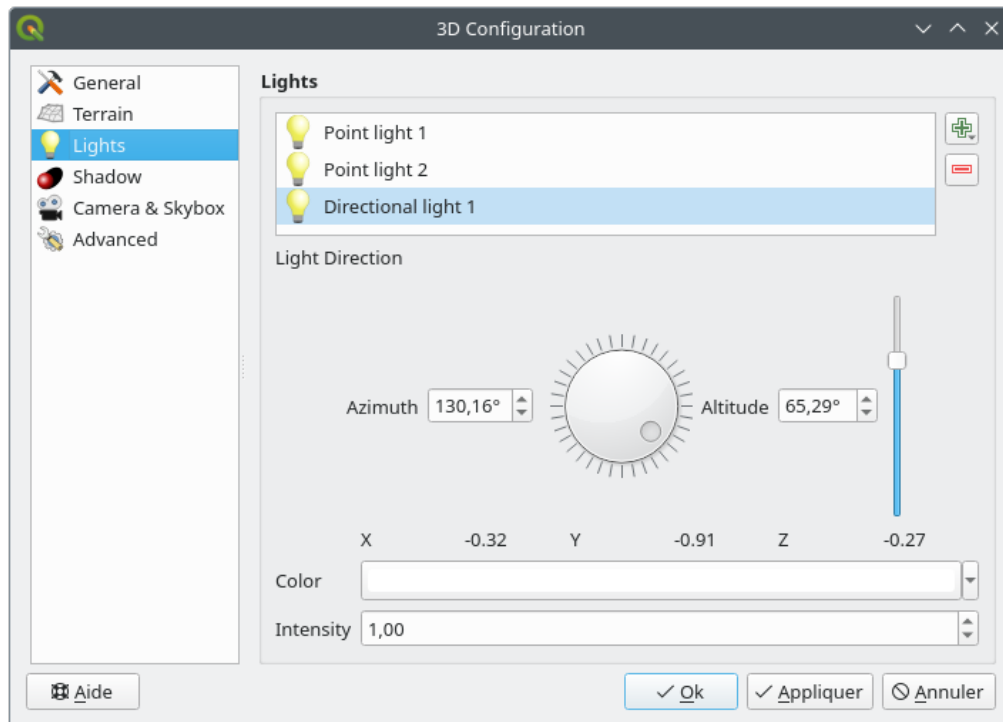 3D Configuration
General
Terrain
Lights
Shadow
Camera & Skybox
Advanced
Lights
Point light 1
Point light 2
Directional light 1
Light Direction
Azimuth 130,16° Altitude 65,29°
X -0.32 Y -0.91 Z -0.27
Color
Intensity 1,00
Aide Ok Appliquer Annuler